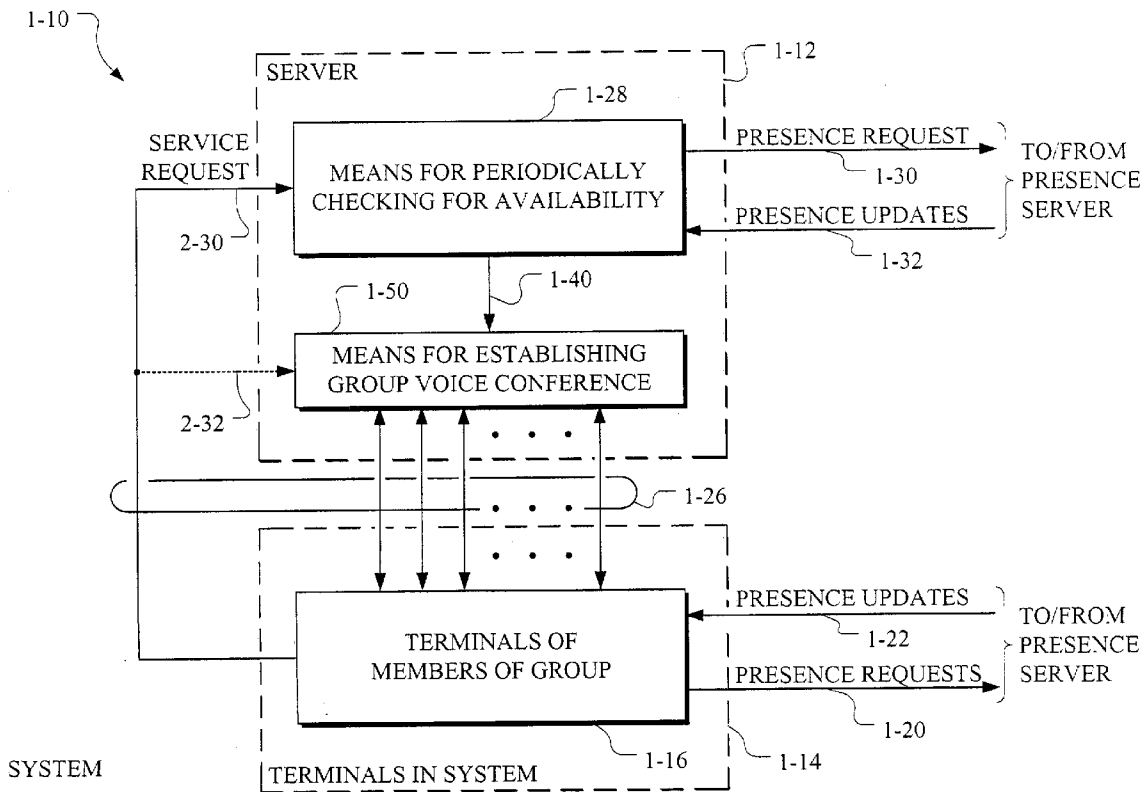 1-10
SERVER
1-12
1-28
SERVICE
REQUEST
MEANS FOR PERIODICALLY
CHECKING FOR AVAILABILITY
PRESENCE REQUEST
1-30
TO/FROM
PRESENCE
SERVER
PRESENCE UPDATES
1-32
2-30
1-40
1-50
MEANS FOR ESTABLISHING
GROUP VOICE CONFERENCE
2-32
1-26
PRESENCE UPDATES
1-22
TO/FROM
PRESENCE
SERVER
TERMINALS OF
MEMBERS OF GROUP
PRESENCE REQUESTS
1-20
1-16
1-14
SYSTEM
TERMINALS IN SYSTEM